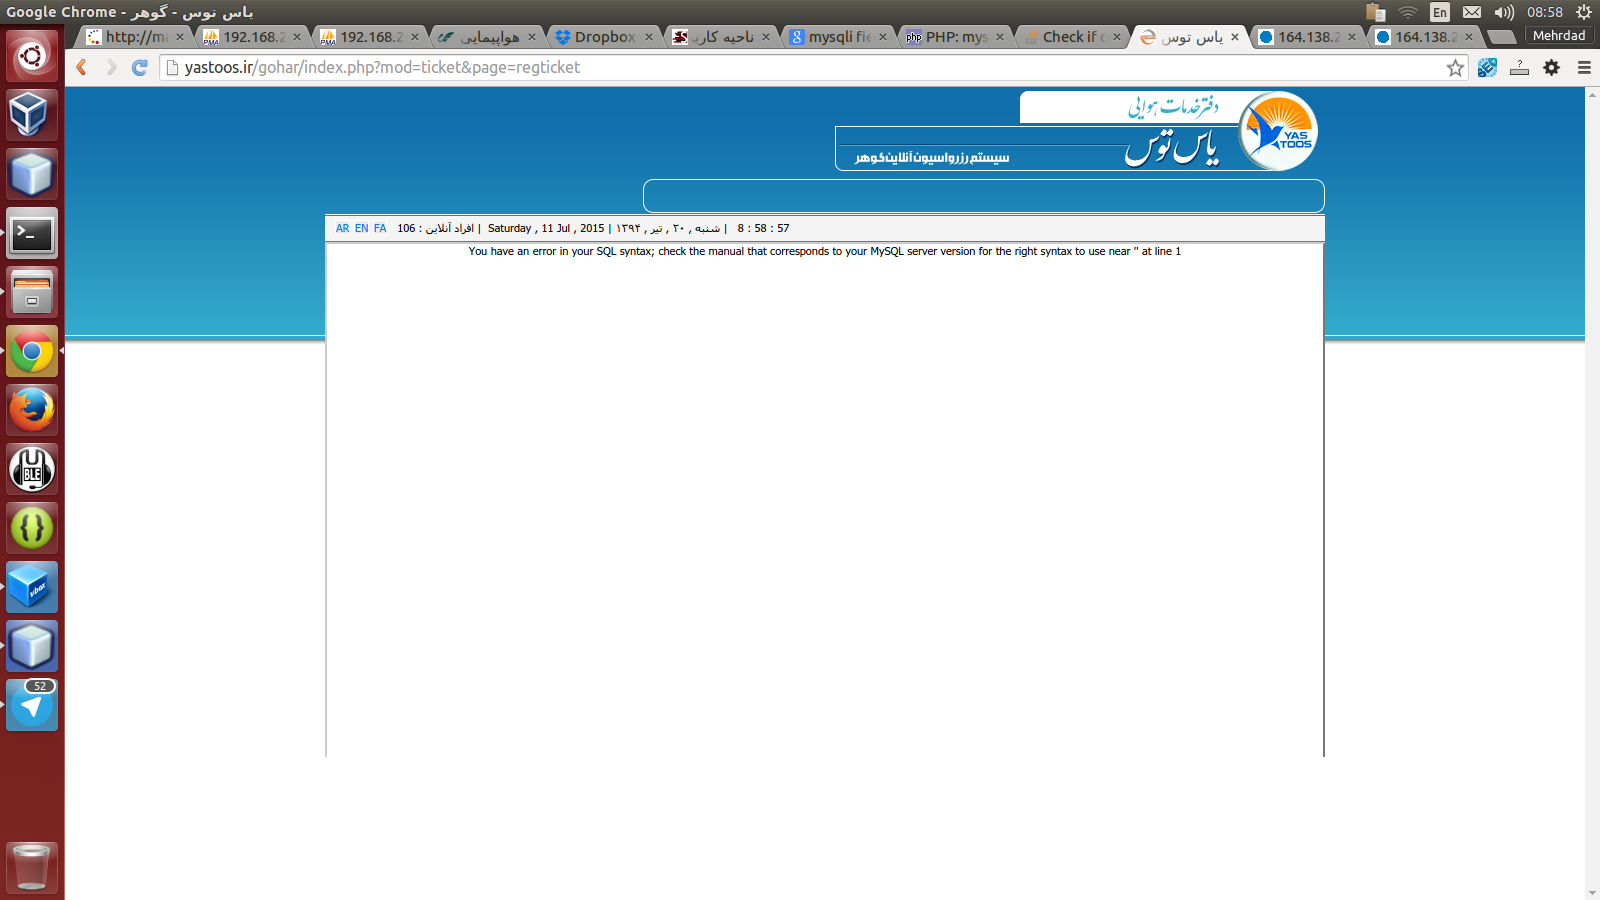 Google Chrome - یاس توس - گوهر
En
08:58
http://ma
192.168.2
192.168.2
هواپیمایی
Dropbox
ناحیه کاربـ
mysqli fie
PHP: mys
Check if c
یاس توس
164.138.2
164.138.2
Mehrdad
yastoos.ir/gohar/index.php?mod=ticket&page=regticket
دفتر خدمات هوایی
یاس توس
YAS TOOS
سیستم رزرواسیون آنلاین گوهر
AR EN FA افراد آنلاین : 106 | Saturday , 11 Jul , 2015 | شنبه , ۲۰ , تیر , ۱۳۹۴ | 8 : 58 : 57
You have an error in your SQL syntax; check the manual that corresponds to your MySQL server version for the right syntax to use near '' at line 1
BLE
vbox
52